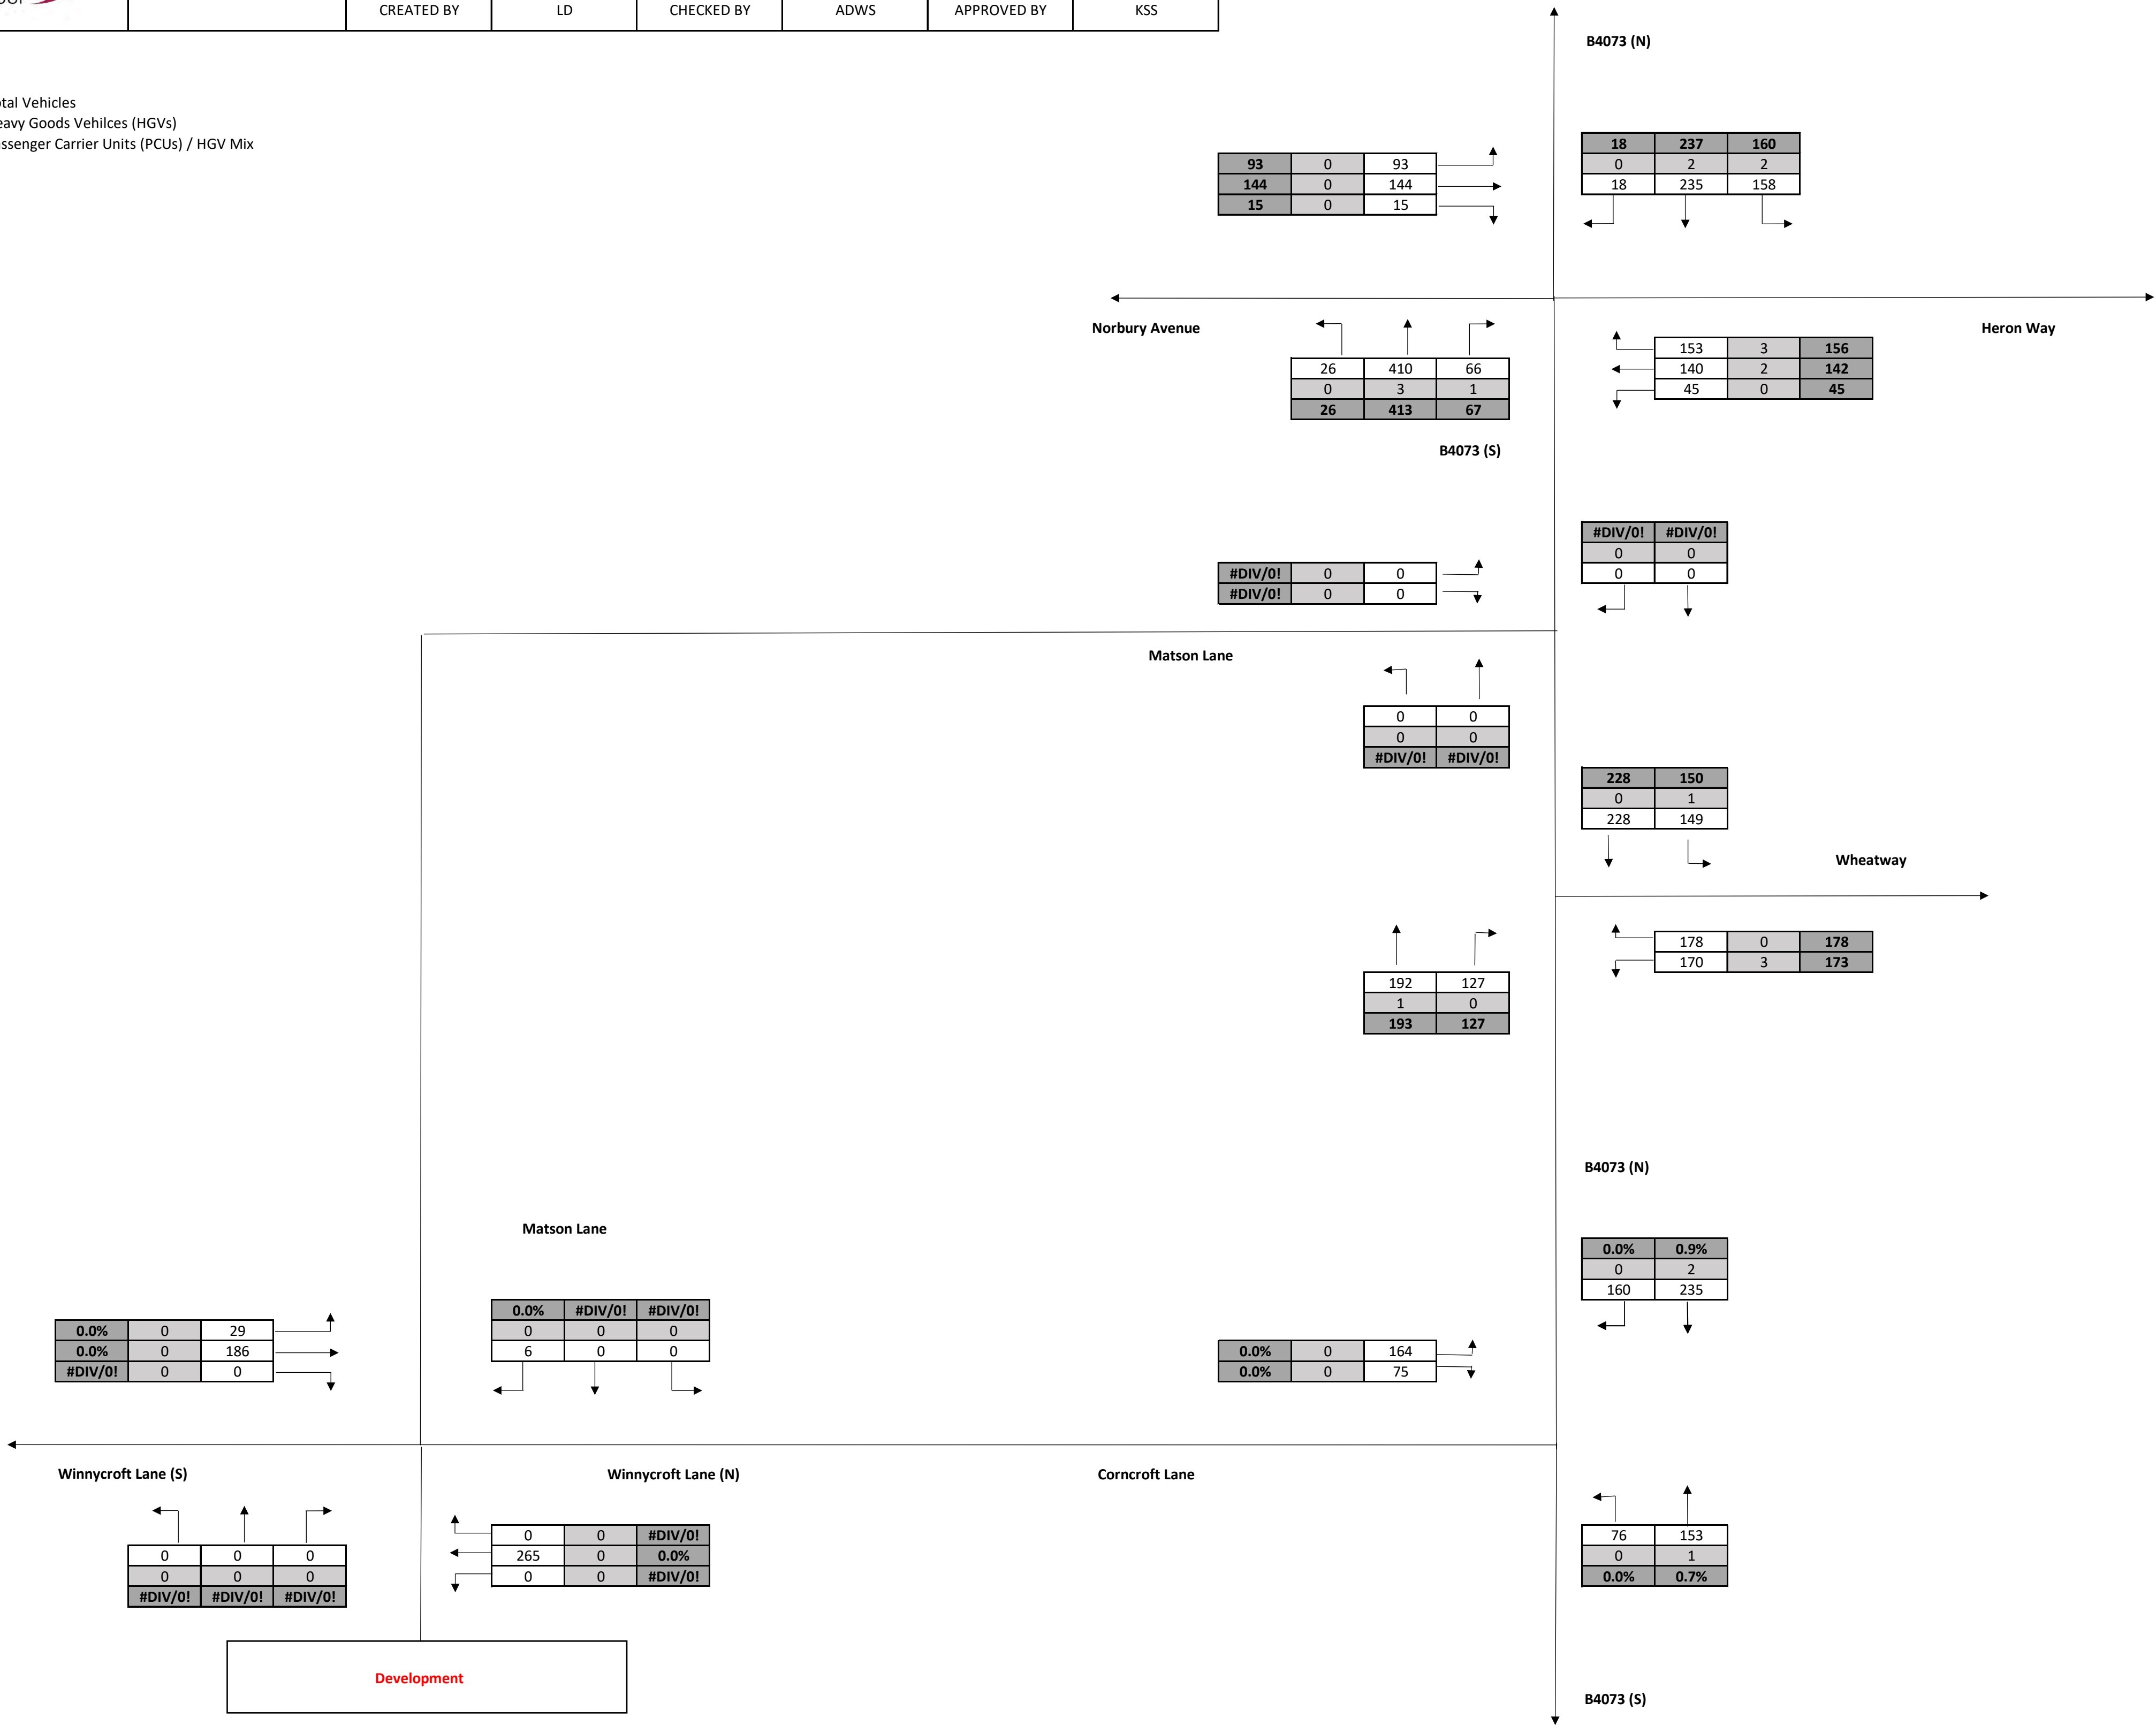 CREATED BY LD CHECKED BY ADWS APPROVED BY KSS
B4073 (N)
Vehicles
Goods Vehilces (HGVs)
Carrier Units (PCUs) / HGV Mix
18 237 160
0 2 2
18 235 158
93 0 93
144 0 144
15 0 15
Norbury Avenue
Heron Way
153 3 156
140 2 142
45 0 45
26 410 66
0 3 1
26 413 67
B4073 (S)
#DIV/0! #DIV/0!
0 0
0 0
#DIV/0! 0 0
#DIV/0! 0 0
Matson Lane
0 0
0 0
#DIV/0! #DIV/0!
228 150
0 1
228 149
Wheatway
178 0 178
170 3 173
192 127
1 0
193 127
B4073 (N)
Matson Lane
0.0% 0.9%
0 2
160 235
0.0% #DIV/0! #DIV/0!
0 0 0
6 0 0
0.0% 0 29
0.0% 0 186
#DIV/0! 0 0
0.0% 0 164
0.0% 0 75
Winnycroft Lane (S)
Winnycroft Lane (N)
Corncroft Lane
0 0 #DIV/0!
265 0 0.0%
0 0 #DIV/0!
76 153
0 1
0.0% 0.7%
0 0 0
0 0 0
#DIV/0! #DIV/0! #DIV/0!
Development
B4073 (S)